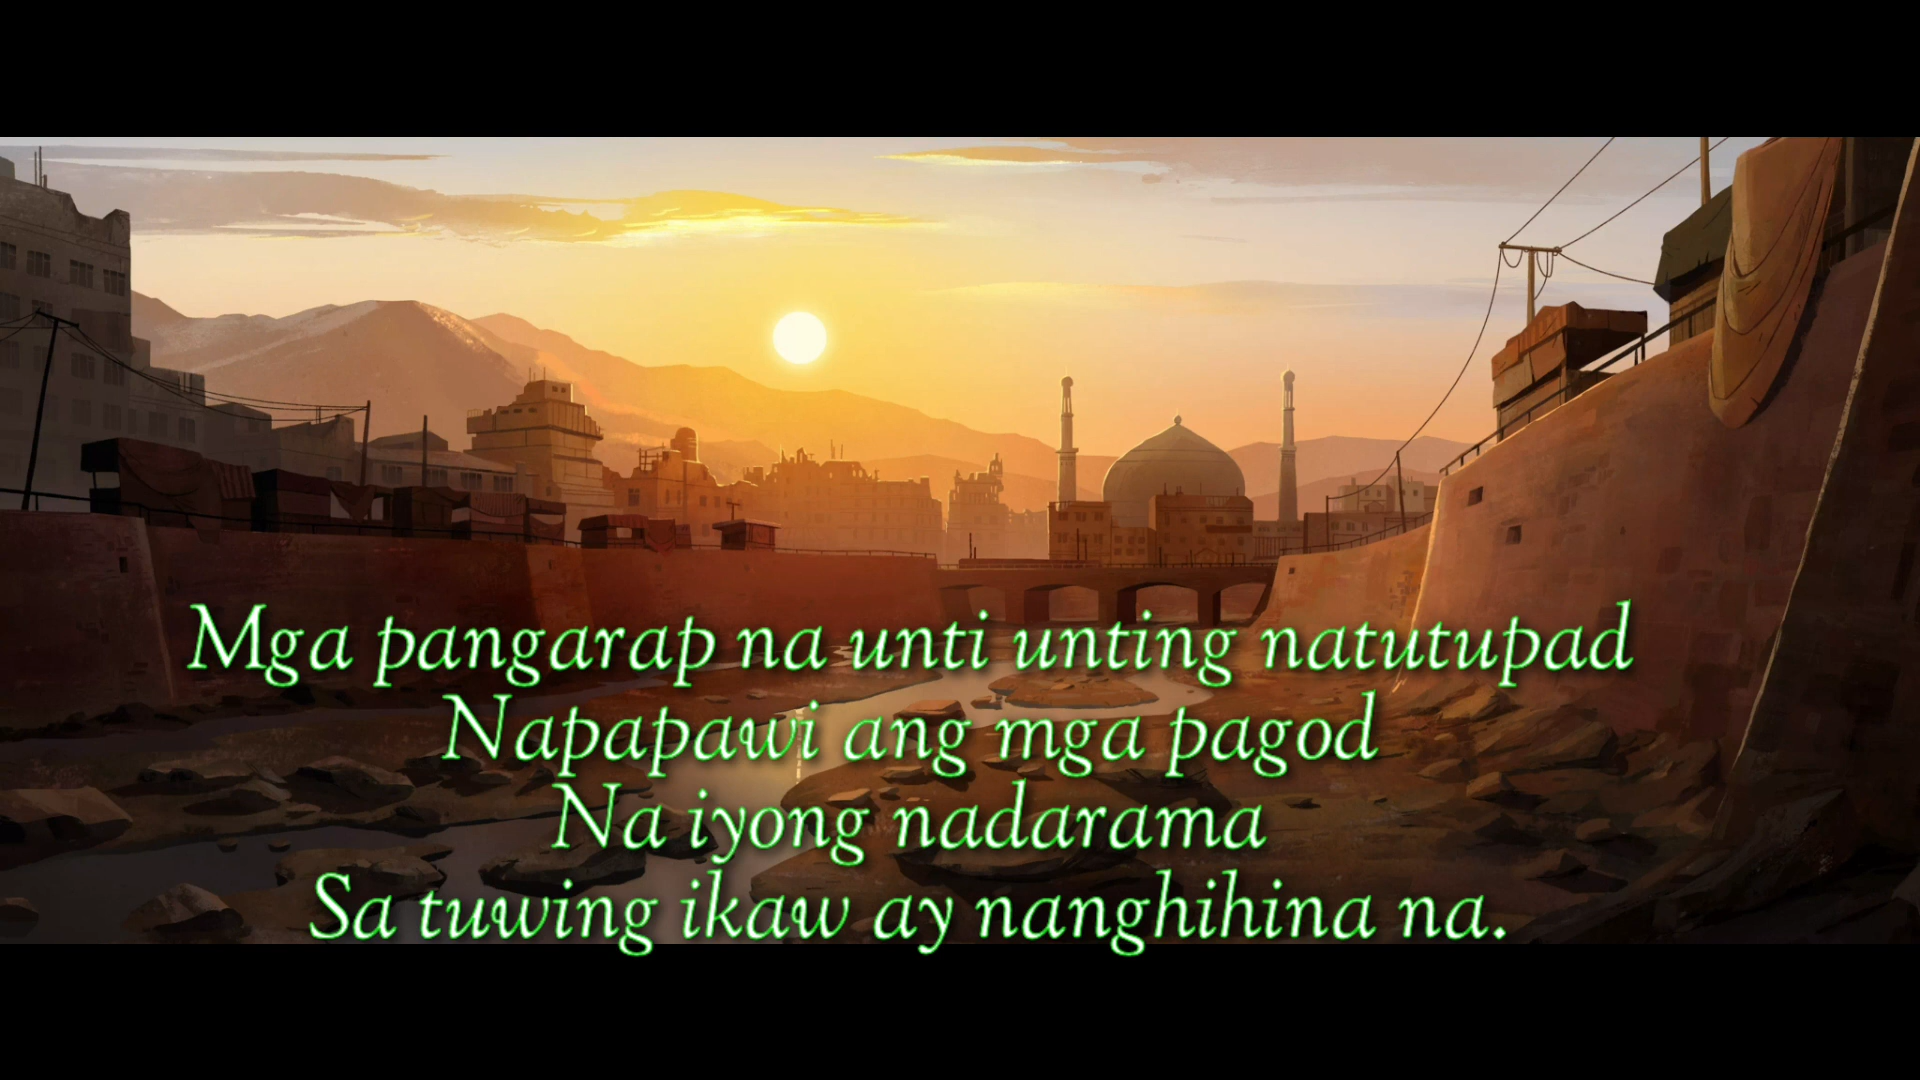 Mga pangarap na unti unting natutupad
Napapawi ang mga pagod
Na iyong nadarama
Sa tuwing ikaw ay nanghihina na.